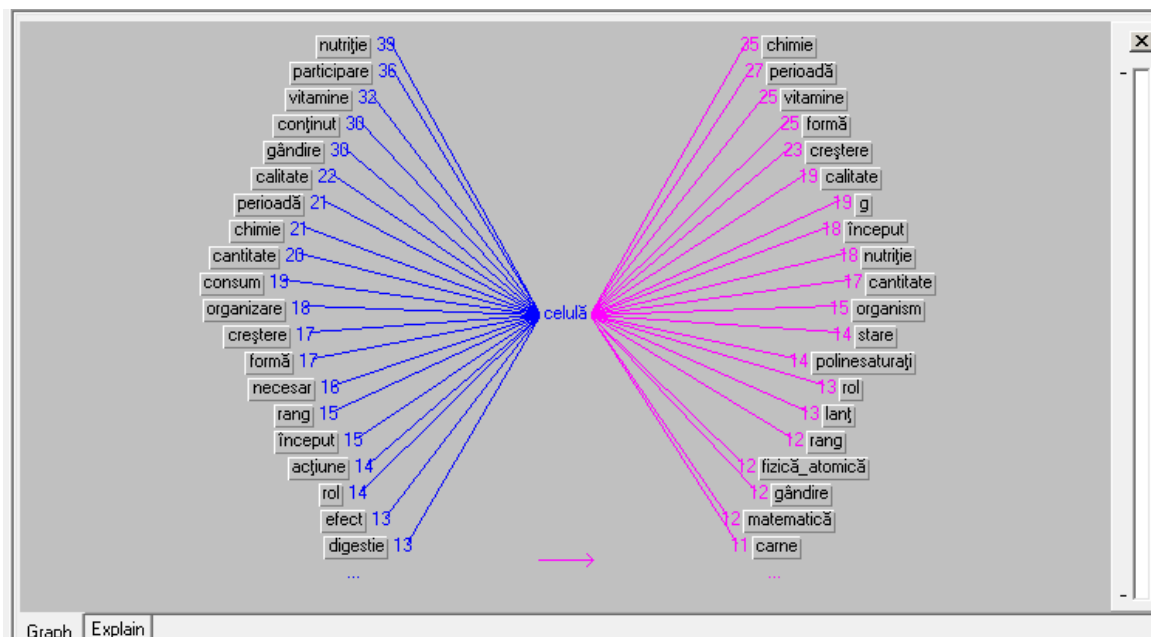 nutriţie 39 35 chimie
participare 36 27 perioadă
vitamine 32 25 vitamine
conţinut 30 25 formă
gândire 30 23 creştere
calitate 22 19 calitate
perioadă 21 19 g
chimie 21 18 început
cantitate 20 18 nutriţie
consum 19 17 cantitate
organizare 18 celulă 15 organism
creştere 17 14 stare
formă 17 14 polinesaturaţi
necesar 16 13 rol
rang 15 13 lanţ
început 15 12 rang
acţiune 14 12 fizică_atomică
rol 14 12 gândire
efect 13 12 matematică
digestie 13 11 carne
... ...
Graph Explain